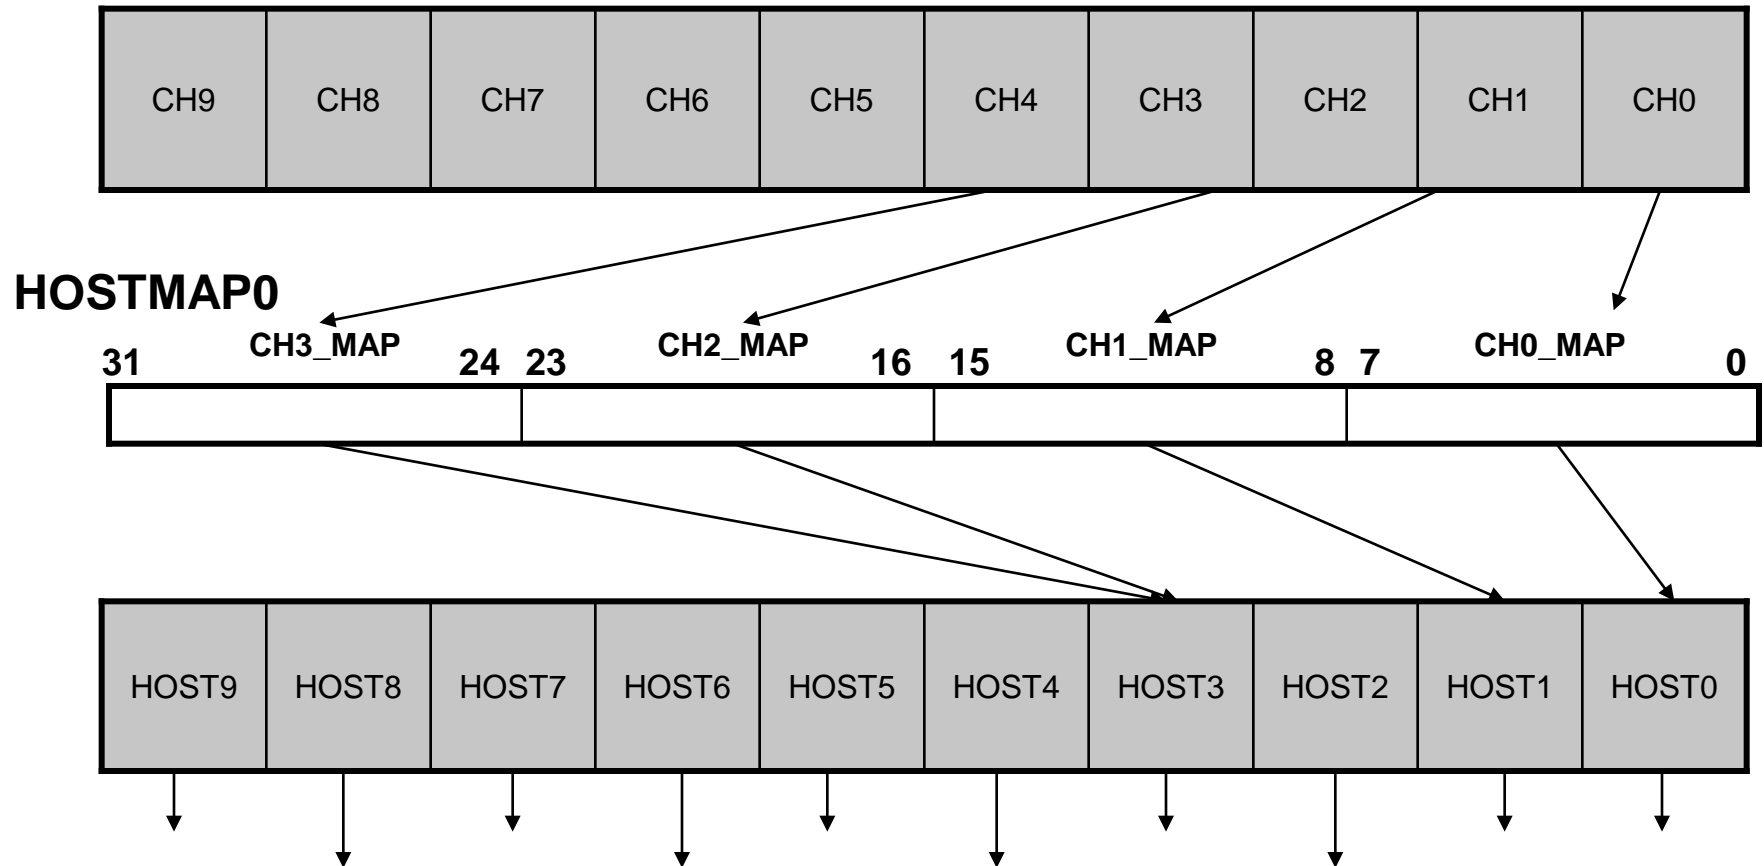 CH9 CH8 CH7 CH6 CH5 CH4 CH3 CH2 CH1 CH0
HOSTMAP0
CH3_MAP CH2_MAP CH1_MAP CH0_MAP
31 24 23 16 15 8 7 0
HOST9 HOST8 HOST7 HOST6 HOST5 HOST4 HOST3 HOST2 HOST1 HOST0